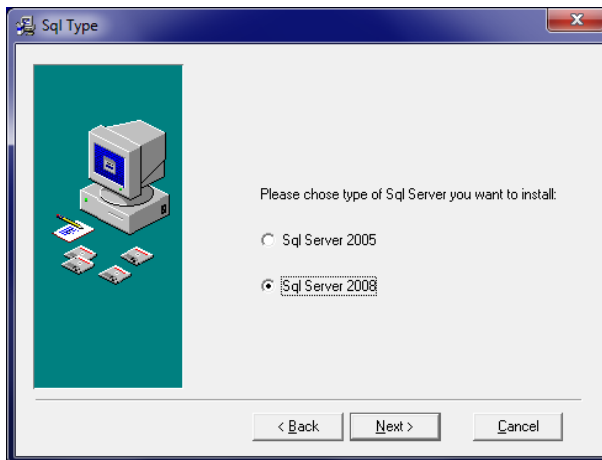 Sql Type
Please chose type of Sql Server you want to install:
Sql Server 2005
Sql Server 2008
< Back
Next >
Cancel